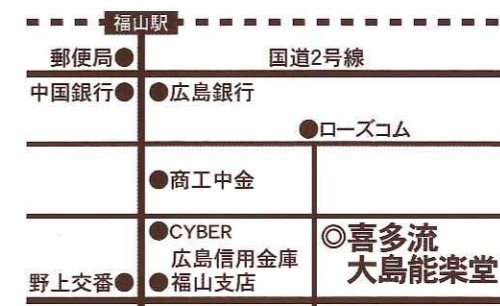 福山駅
郵便局●
国道2号線
中国銀行●
●広島銀行
●ローズコム
●商工中金
●CYBER
広島信用金庫
野上交番●
●福山支店
◎喜多流
大島能楽堂